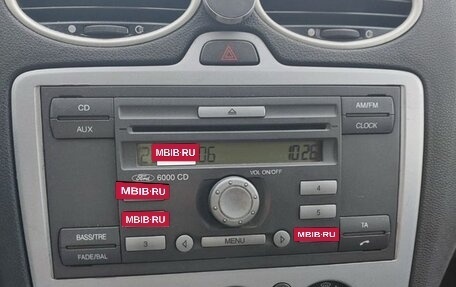 CD
AM/FM
AUX
CLOCK
2 MBIB.RU 06 10:26
Ford 6000 CD VOL ON/OFF
MBIB.RU 4
MBIB.RU 5
BASS/TRE TA
3 MENU MBIB.RU
FADE/BAL